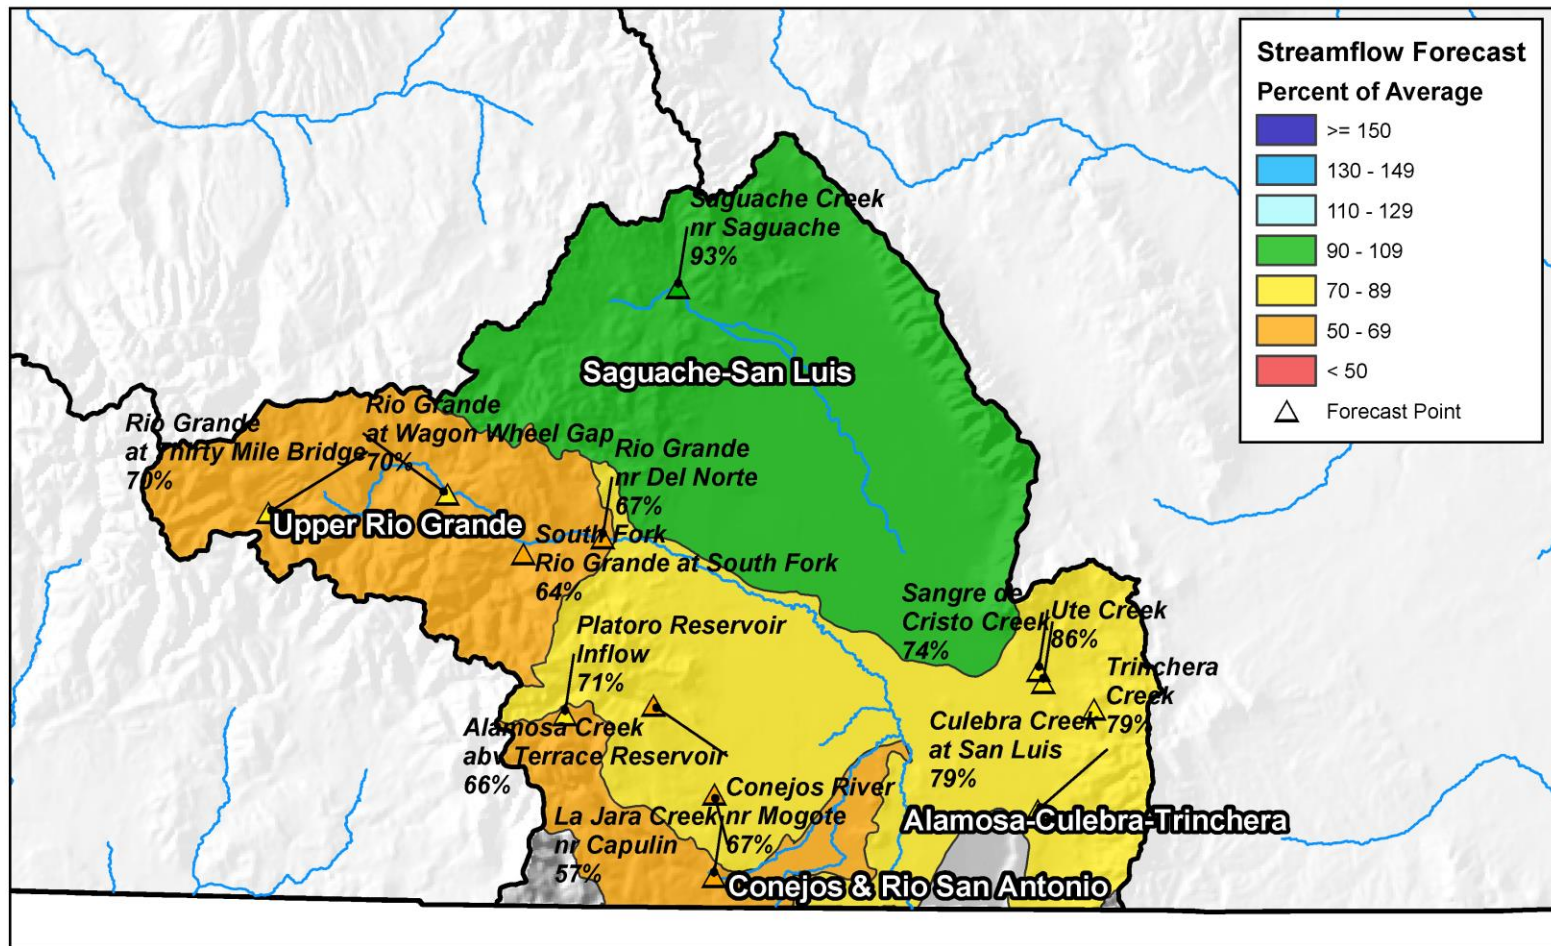 Streamflow Forecast
Percent of Average
>= 150
130 - 149
110 - 129
90 - 109
70 - 89
50 - 69
< 50
Forecast Point
Saguache Creek
nr Saguache
93%
Saguache-San Luis
Rio Grande
at Thirty Mile Bridge
70%
Rio Grande
at Wagon Wheel Gap
70%
Rio Grande
nr Del Norte
67%
Upper Rio Grande
South Fork
Rio Grande at South Fork
64%
Sangre de
Cristo Creek
74%
Ute Creek
86%
Platoro Reservoir
Inflow
71%
Trinchera
Creek
79%
Alamosa Creek
abv Terrace Reservoir
66%
Culebra Creek
at San Luis
79%
Conejos River
nr Mogote
67%
La Jara Creek
nr Capulin
57%
Alamosa-Culebra-Trinchera
Conejos & Rio San Antonio